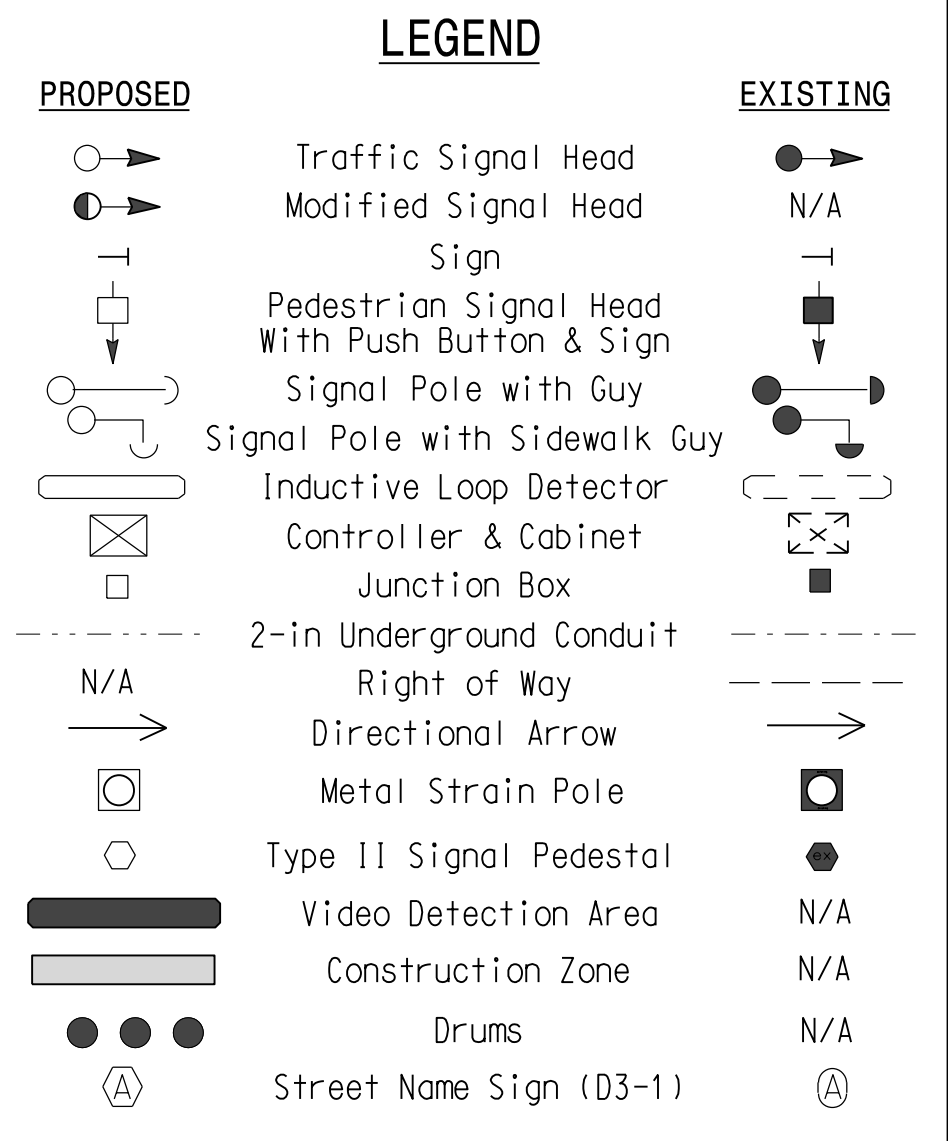 LEGEND
PROPOSED EXISTING
Traffic Signal Head
Modified Signal Head N/A
Sign
Pedestrian Signal Head
With Push Button & Sign
Signal Pole with Guy
Signal Pole with Sidewalk Guy
Inductive Loop Detector
Controller & Cabinet
Junction Box
2-in Underground Conduit
N/A Right of Way
Directional Arrow
Metal Strain Pole
Type II Signal Pedestal ex
Video Detection Area N/A
Construction Zone N/A
Drums N/A
A Street Name Sign (D3-1) A